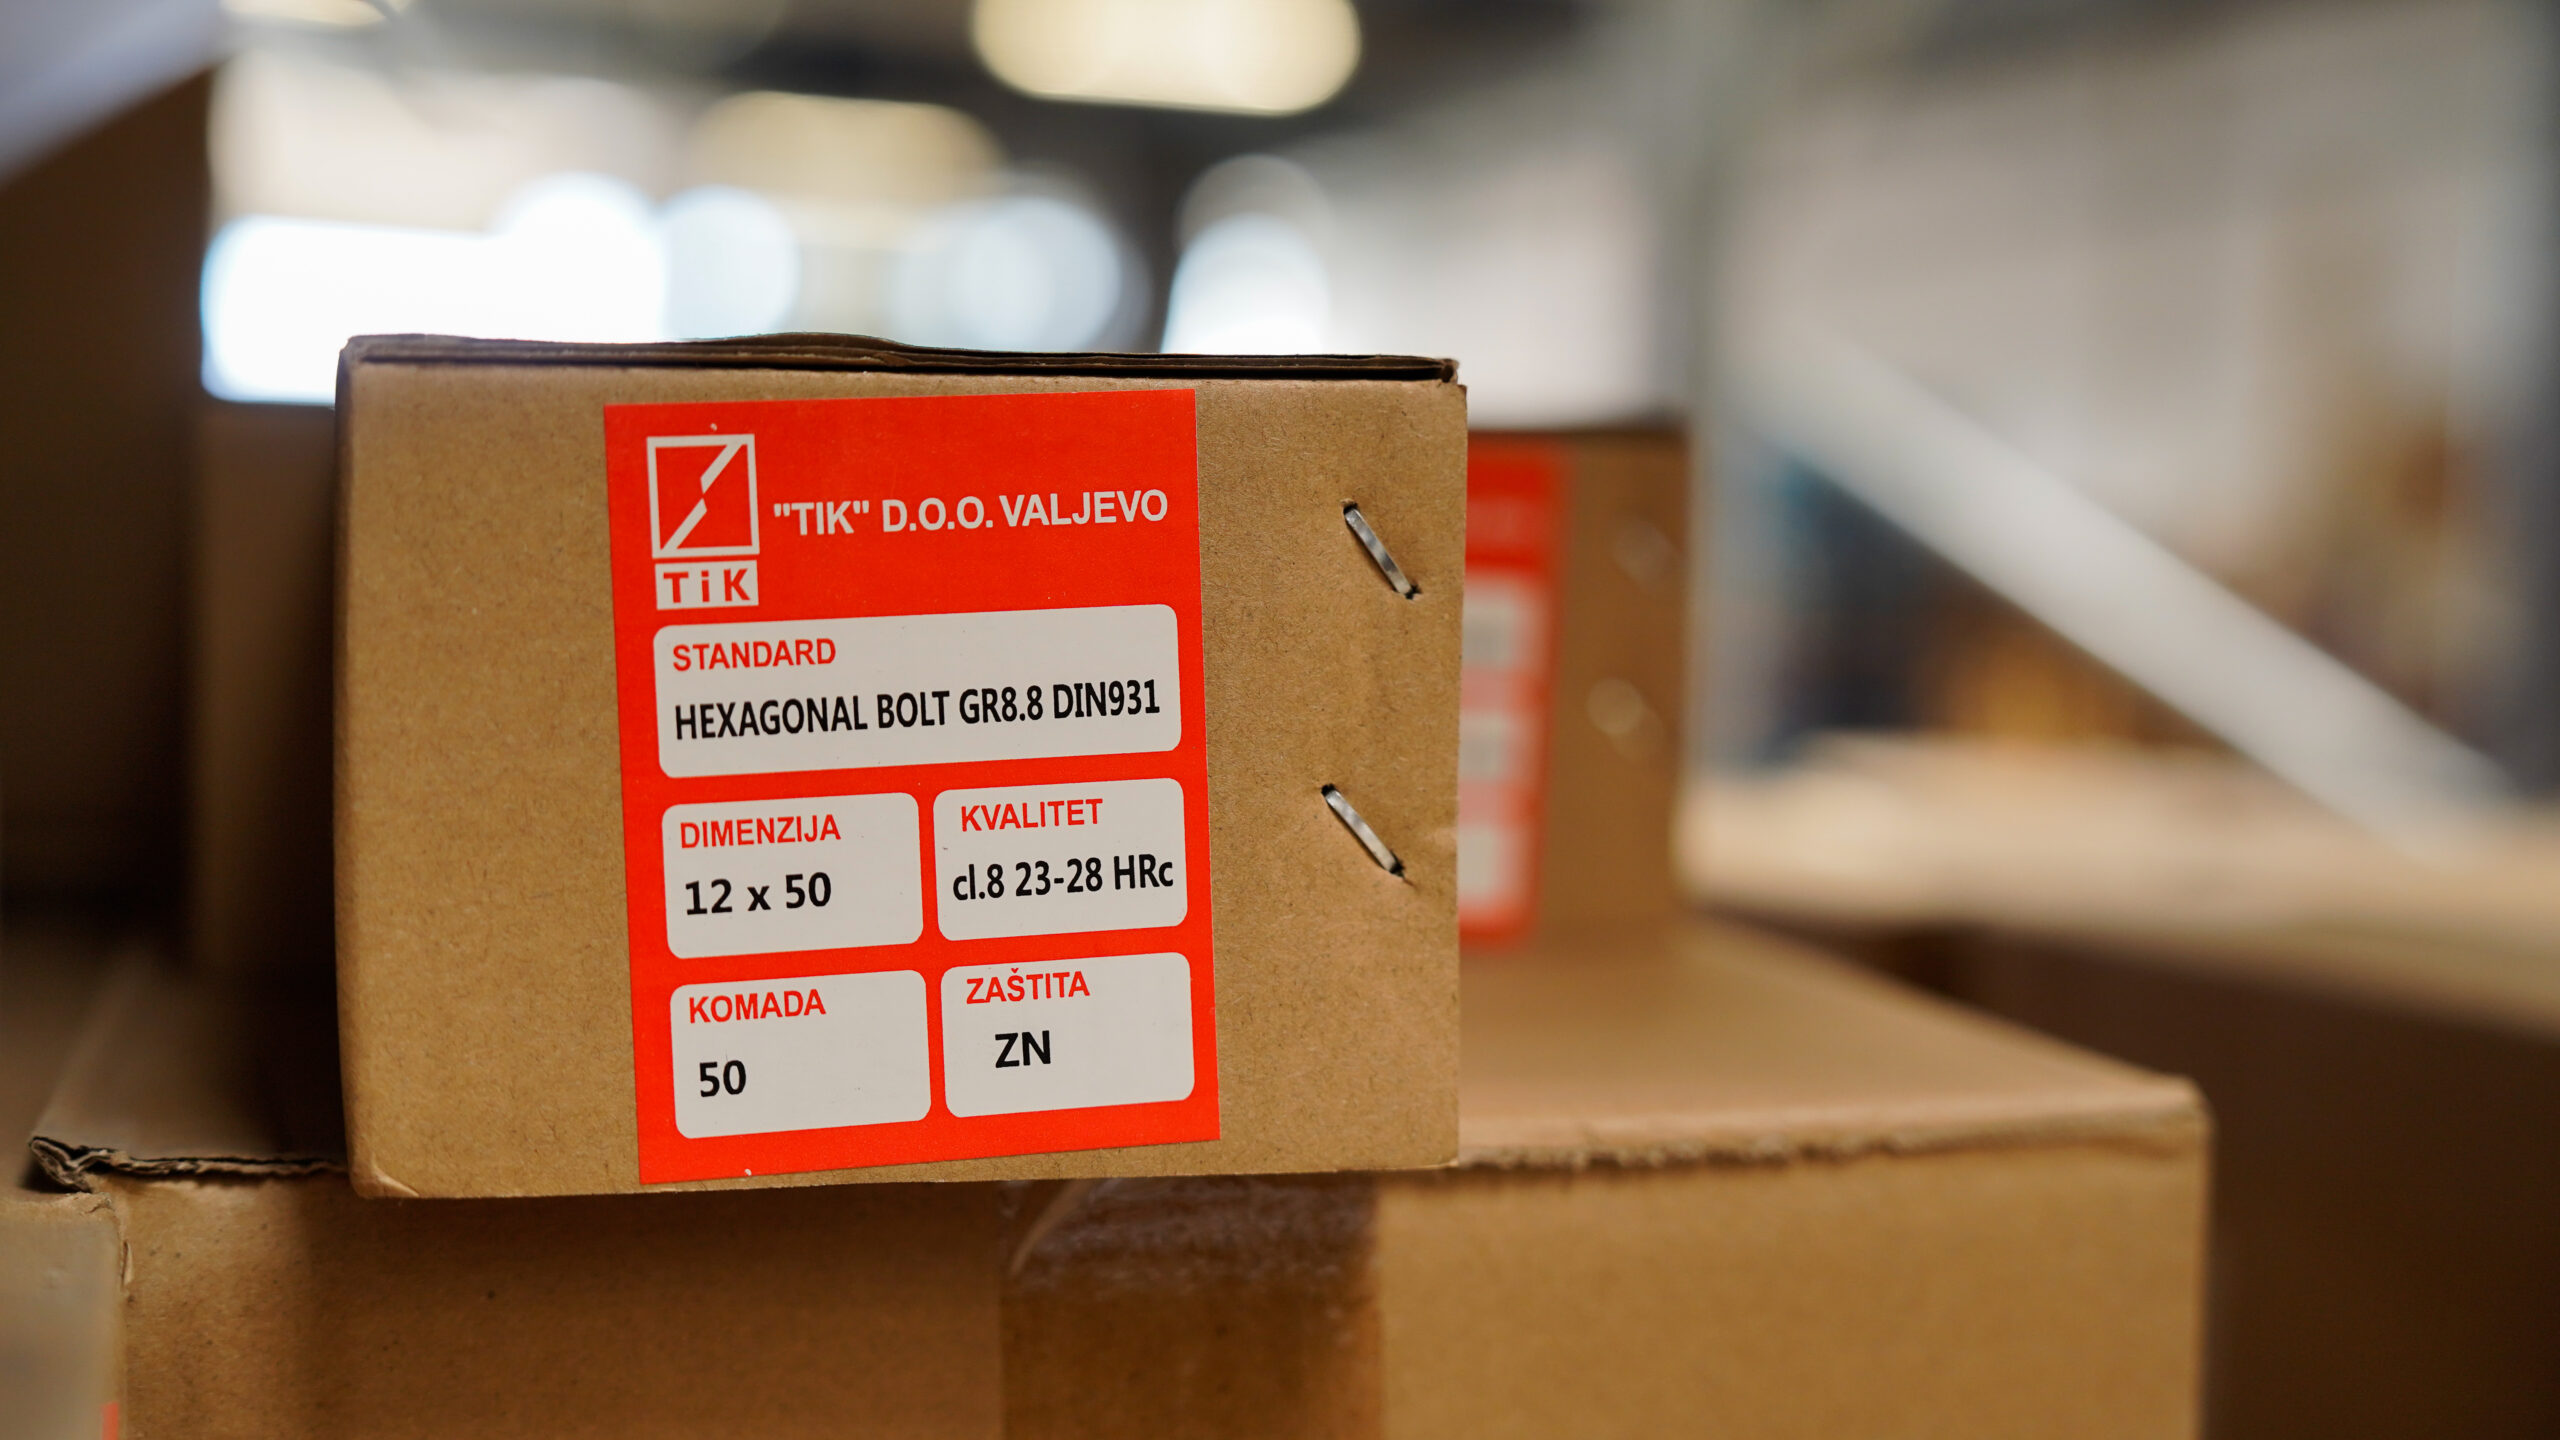 "TIK" D.O.O. VALJEVO
TiK
STANDARD
HEXAGONAL BOLT GR8.8 DIN931
DIMENZIJA
12 x 50
KVALITET
cl.8 23-28 HRc
KOMADA
50
ZAŠTITA
ZN